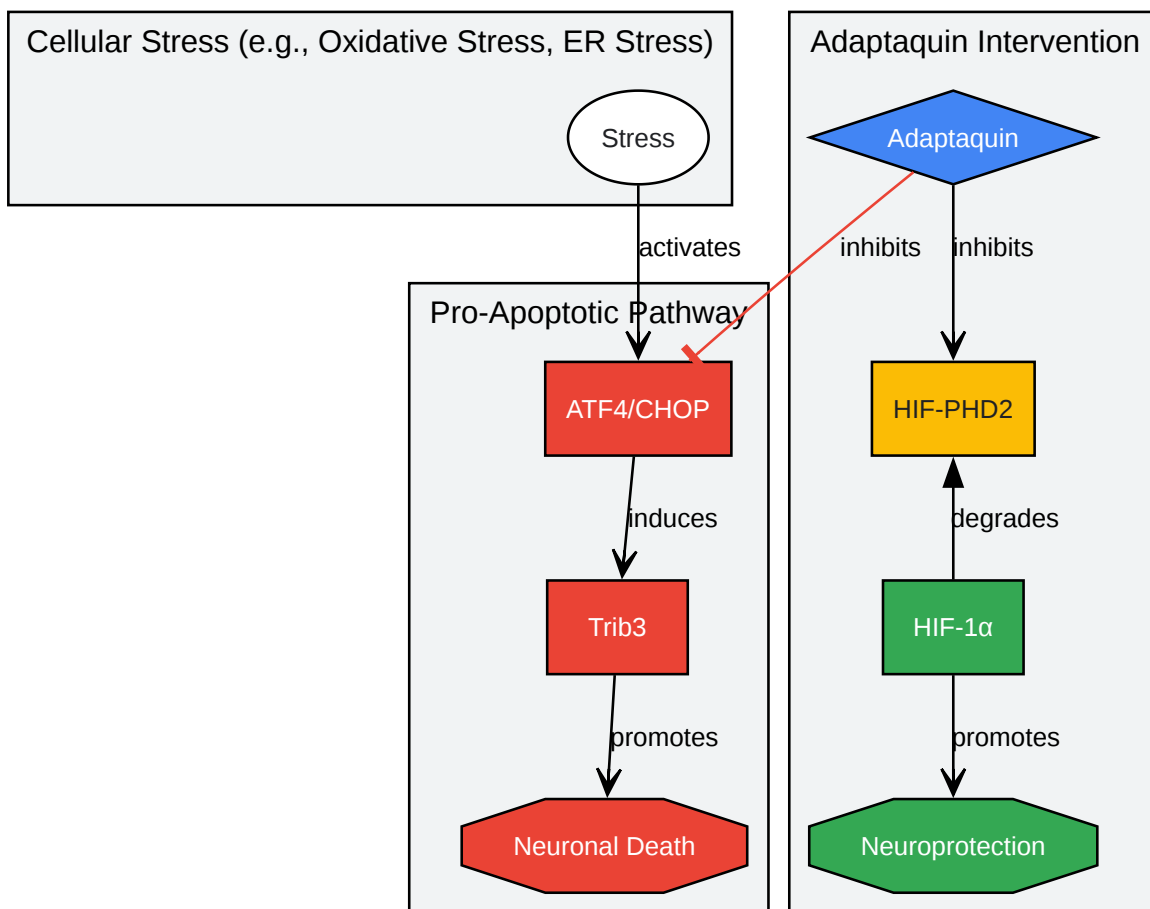 Cellular Stress (e.g., Oxidative Stress, ER Stress)
Adaptaquin Intervention
Stress
Adaptaquin
activates
inhibits
inhibits
Pro-Apoptotic Pathway
ATF4/CHOP
HIF-PHD2
induces
degrades
Trib3
HIF-1α
promotes
promotes
Neuronal Death
Neuroprotection